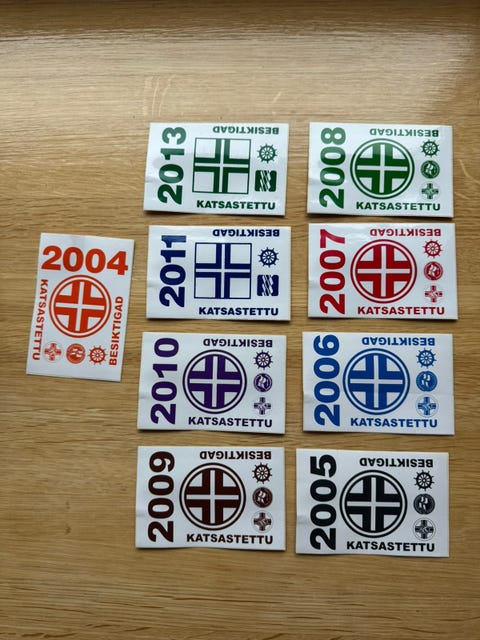 2004
KATSASTETTU
BESIKTIGAD
2013
BESIKTIGAD
KATSASTETTU
2008
BESIKTIGAD
KATSASTETTU
2011
BESIKTIGAD
KATSASTETTU
2007
BESIKTIGAD
KATSASTETTU
2010
BESIKTIGAD
KATSASTETTU
2006
BESIKTIGAD
KATSASTETTU
2009
BESIKTIGAD
KATSASTETTU
2005
BESIKTIGAD
KATSASTETTU